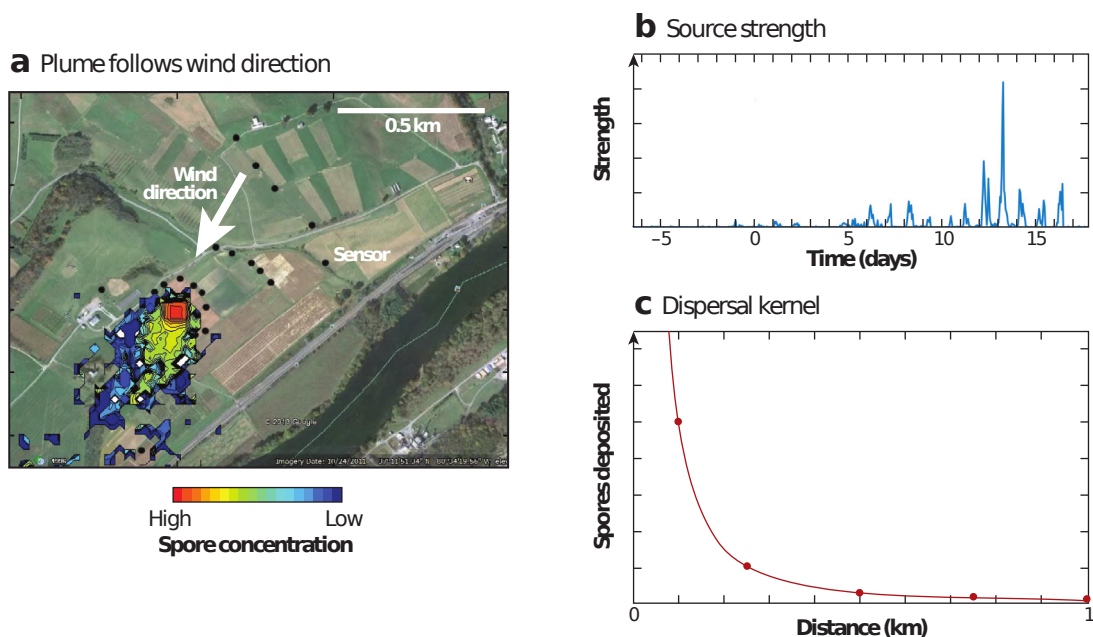 a Plume follows wind direction
0.5 km
Wind
direction
Sensor
High
Low
Spore concentration
b Source strength
Strength
−5
0
5
10
15
Time (days)
c Dispersal kernel
Spores deposited
0
1
Distance (km)